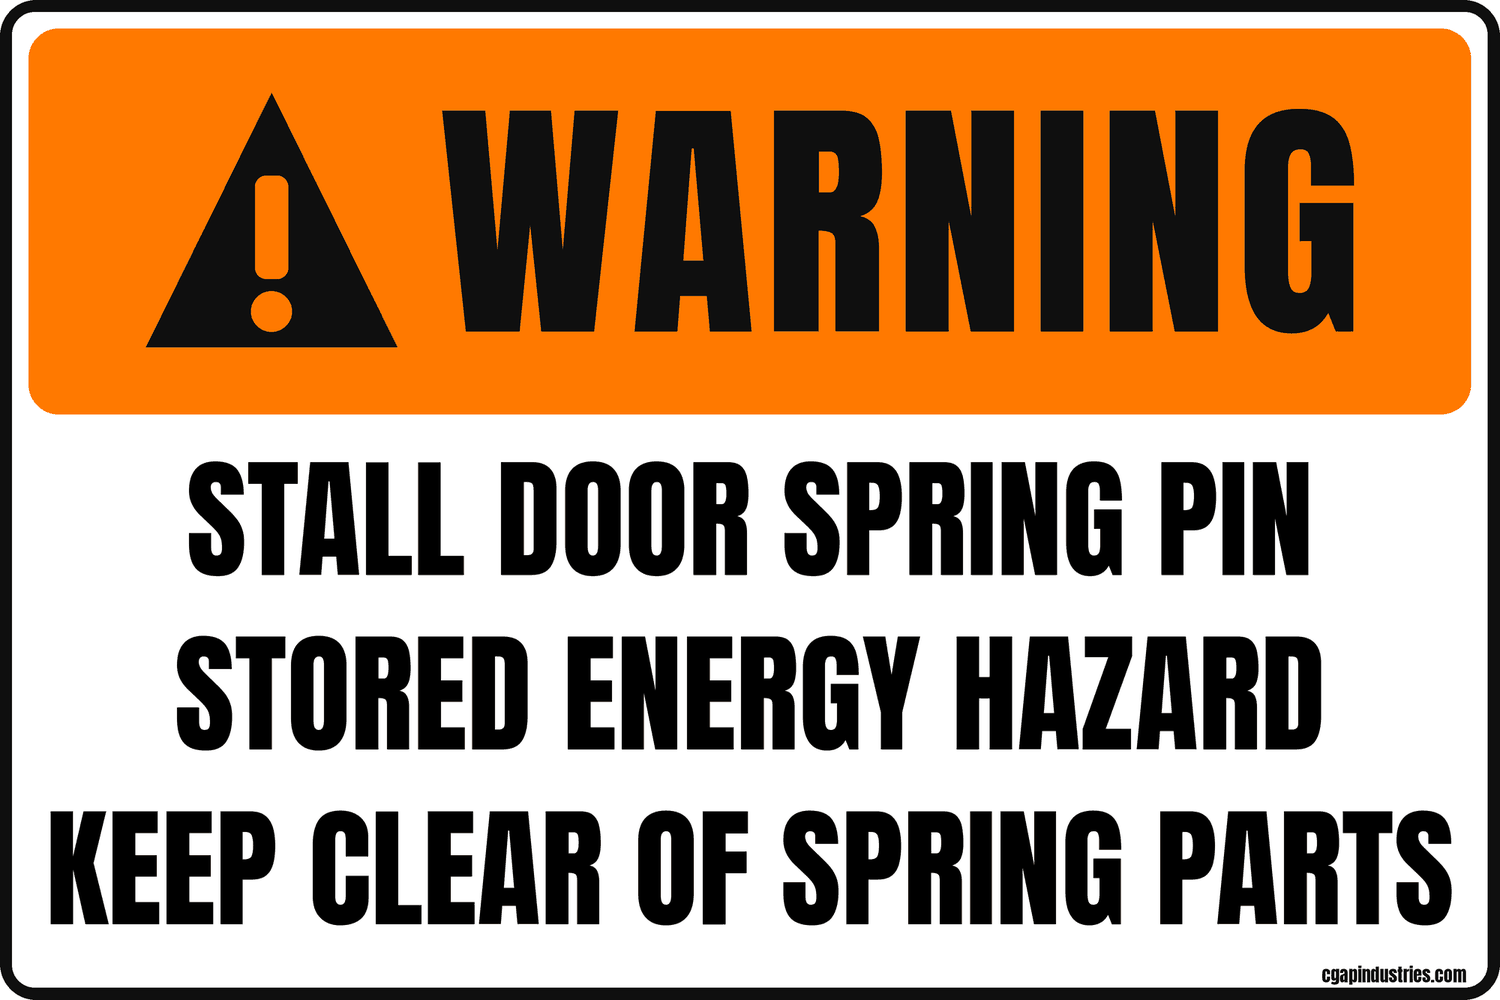 WARNING
STALL DOOR SPRING PIN
STORED ENERGY HAZARD
KEEP CLEAR OF SPRING PARTS
cgapindustries.com